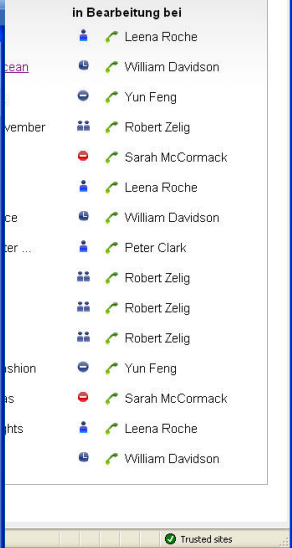 in Bearbeitung bei
Leena Roche
cean William Davidson
Yun Feng
vember Robert Zelig
Sarah McCormack
Leena Roche
ce William Davidson
ter ... Peter Clark
Robert Zelig
Robert Zelig
Robert Zelig
ashion Yun Feng
as Sarah McCormack
ghts Leena Roche
William Davidson
Trusted sites